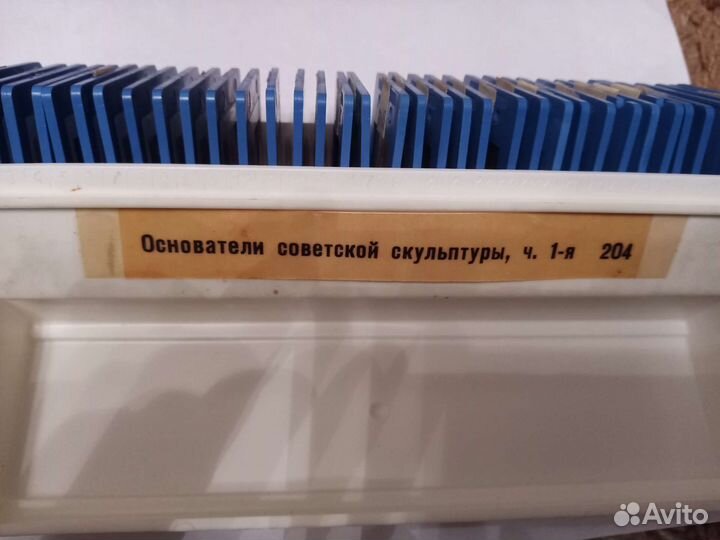 Основатели советской скульптуры, ч. 1-я 204
Avito